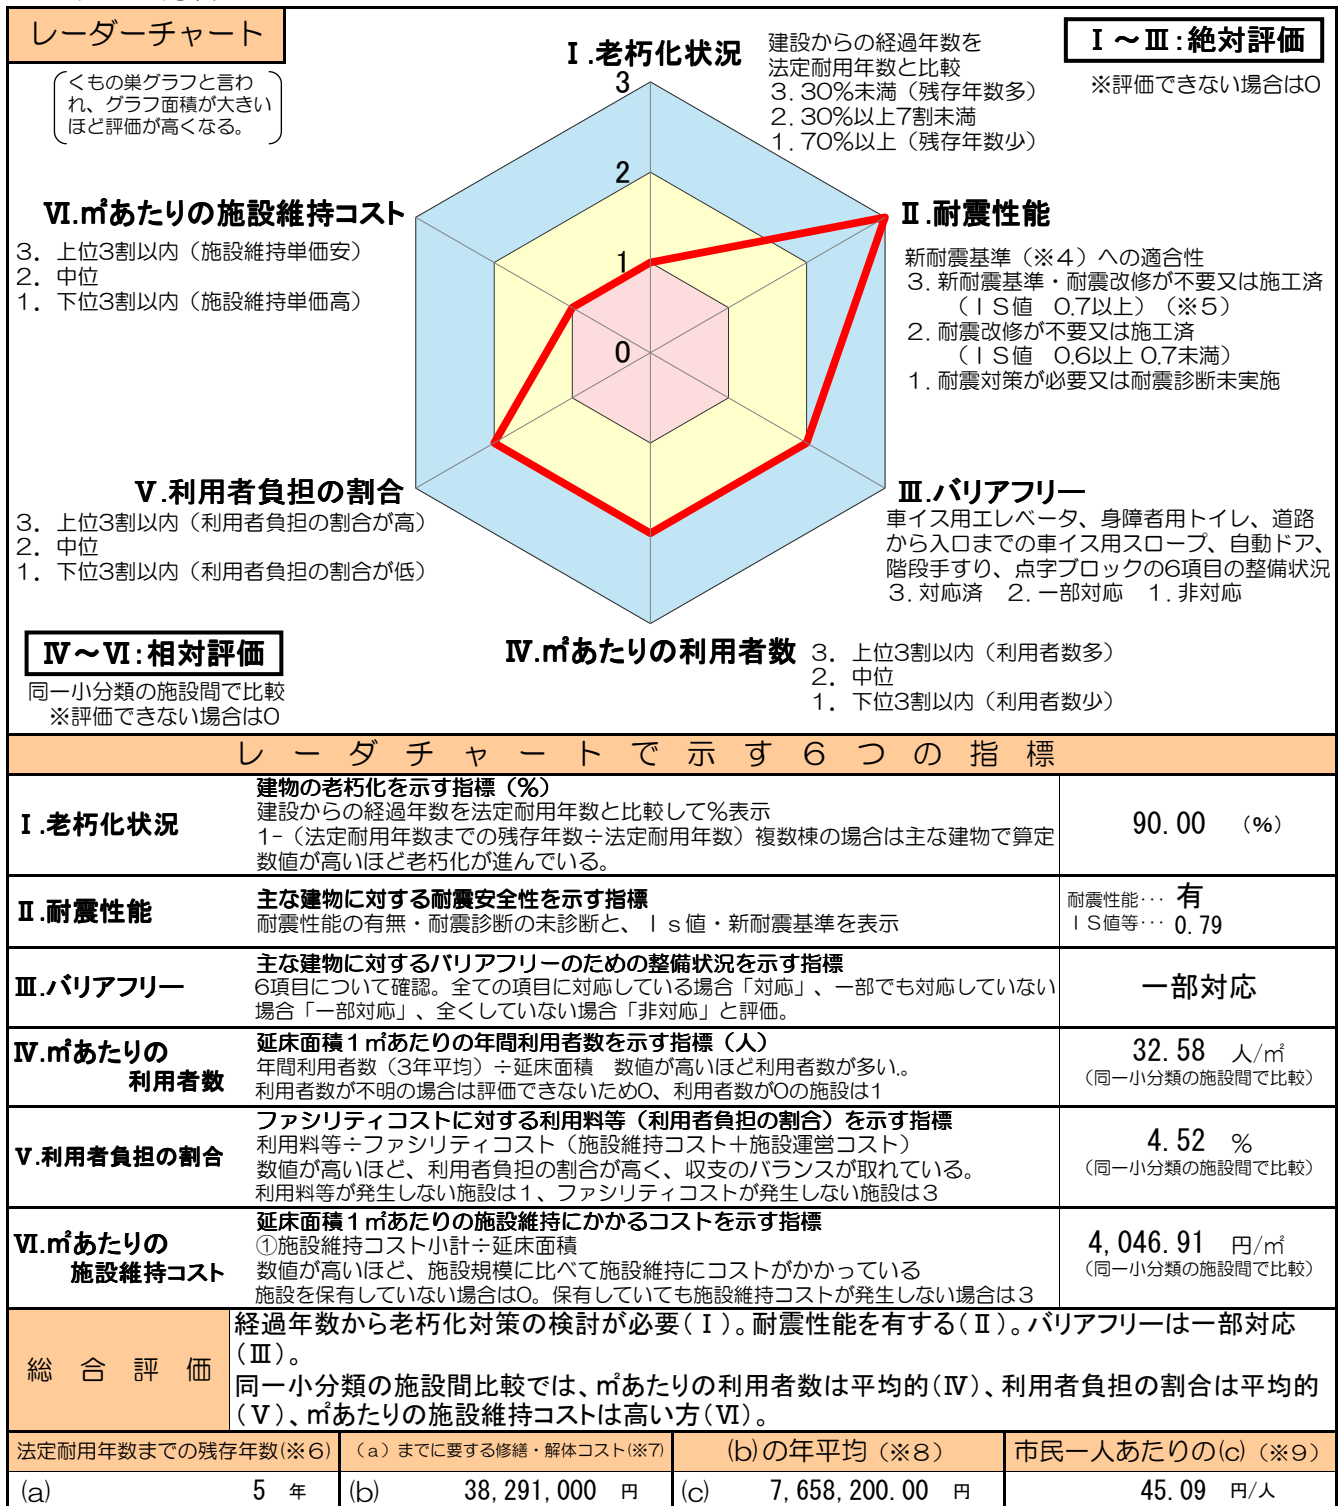 レーダーチャート
くもの巣グラフと言わ
れ、グラフ面積が大きい
ほど評価が高くなる。
Ⅰ.老朽化状況
建設からの経過年数を
法定耐用年数と比較
3. 30%未満（残存年数多）
2. 30%以上7割未満
1. 70%以上（残存年数少）
Ⅰ～Ⅲ：絶対評価
※評価できない場合は0
3
2
1
0
Ⅵ.㎡あたりの施設維持コスト
3. 上位3割以内（施設維持単価安）
2. 中位
1. 下位3割以内（施設維持単価高）
Ⅱ.耐震性能
新耐震基準（※4）への適合性
3. 新耐震基準・耐震改修が不要又は施工済
（ＩＳ値　0.7以上）（※5）
2. 耐震改修が不要又は施工済
（ＩＳ値　0.6以上 0.7未満）
1. 耐震対策が必要又は耐震診断未実施
Ⅴ.利用者負担の割合
3. 上位3割以内（利用者負担の割合が高）
2. 中位
1. 下位3割以内（利用者負担の割合が低）
Ⅲ.バリアフリー
車イス用エレベータ、身障者用トイレ、道路
から入口までの車イス用スロープ、自動ドア、
階段手すり、点字ブロックの6項目の整備状況
3. 対応済　2. 一部対応　1. 非対応
Ⅳ～Ⅵ：相対評価
同一小分類の施設間で比較
※評価できない場合は0
Ⅳ.㎡あたりの利用者数
3. 上位3割以内（利用者数多）
2. 中位
1. 下位3割以内（利用者数少）
レーダチャートで示す6つの指標
Ⅰ.老朽化状況
建物の老朽化を示す指標（%）
建設からの経過年数を法定耐用年数と比較して%表示
1-（法定耐用年数までの残存年数÷法定耐用年数）複数棟の場合は主な建物で算定
数値が高いほど老朽化が進んでいる。
90.00　（%）
Ⅱ.耐震性能
主な建物に対する耐震安全性を示す指標
耐震性能の有無・耐震診断の未診断と、Ｉｓ値・新耐震基準を表示
耐震性能… 有
ＩＳ値等… 0.79
Ⅲ.バリアフリー
主な建物に対するバリアフリーのための整備状況を示す指標
6項目について確認。全ての項目に対応している場合「対応」、一部でも対応していない
場合「一部対応」、全くしていない場合「非対応」と評価。
一部対応
Ⅳ.㎡あたりの
利用者数
延床面積１㎡あたりの年間利用者数を示す指標（人）
年間利用者数（3年平均）÷延床面積　数値が高いほど利用者数が多い。
利用者数が不明の場合は評価できないため0、利用者数が0の施設は1
32.58　人/㎡
（同一小分類の施設間で比較）
Ⅴ.利用者負担の割合
ファシリティコストに対する利用料等（利用者負担の割合）を示す指標
利用料等÷ファシリティコスト（施設維持コスト＋施設運営コスト）
数値が高いほど、利用者負担の割合が高く、収支のバランスが取れている。
利用料等が発生しない施設は１、ファシリティコストが発生しない施設は３
4.52　%
（同一小分類の施設間で比較）
Ⅵ.㎡あたりの
施設維持コスト
延床面積１㎡あたりの施設維持にかかるコストを示す指標
①施設維持コスト小計÷延床面積
数値が高いほど、施設規模に比べて施設維持にコストがかかっている
施設を保有していない場合は0。保有していても施設維持コストが発生しない場合は３
4,046.91　円/㎡
（同一小分類の施設間で比較）
総合評価
経過年数から老朽化対策の検討が必要（Ⅰ）。耐震性能を有する（Ⅱ）。バリアフリーは一部対応
（Ⅲ）。
同一小分類の施設間比較では、㎡あたりの利用者数は平均的（Ⅳ）、利用者負担の割合は平均的
（Ⅴ）、㎡あたりの施設維持コストは高い方（Ⅵ）。
法定耐用年数までの残存年数(※6)
（a）までに要する修繕・解体コスト(※7)
(b)の年平均（※8）
市民一人あたりの(c)（※9）
(a)　5　年
(b)　38,291,000　円
(c)　7,658,200.00　円
45.09　円/人